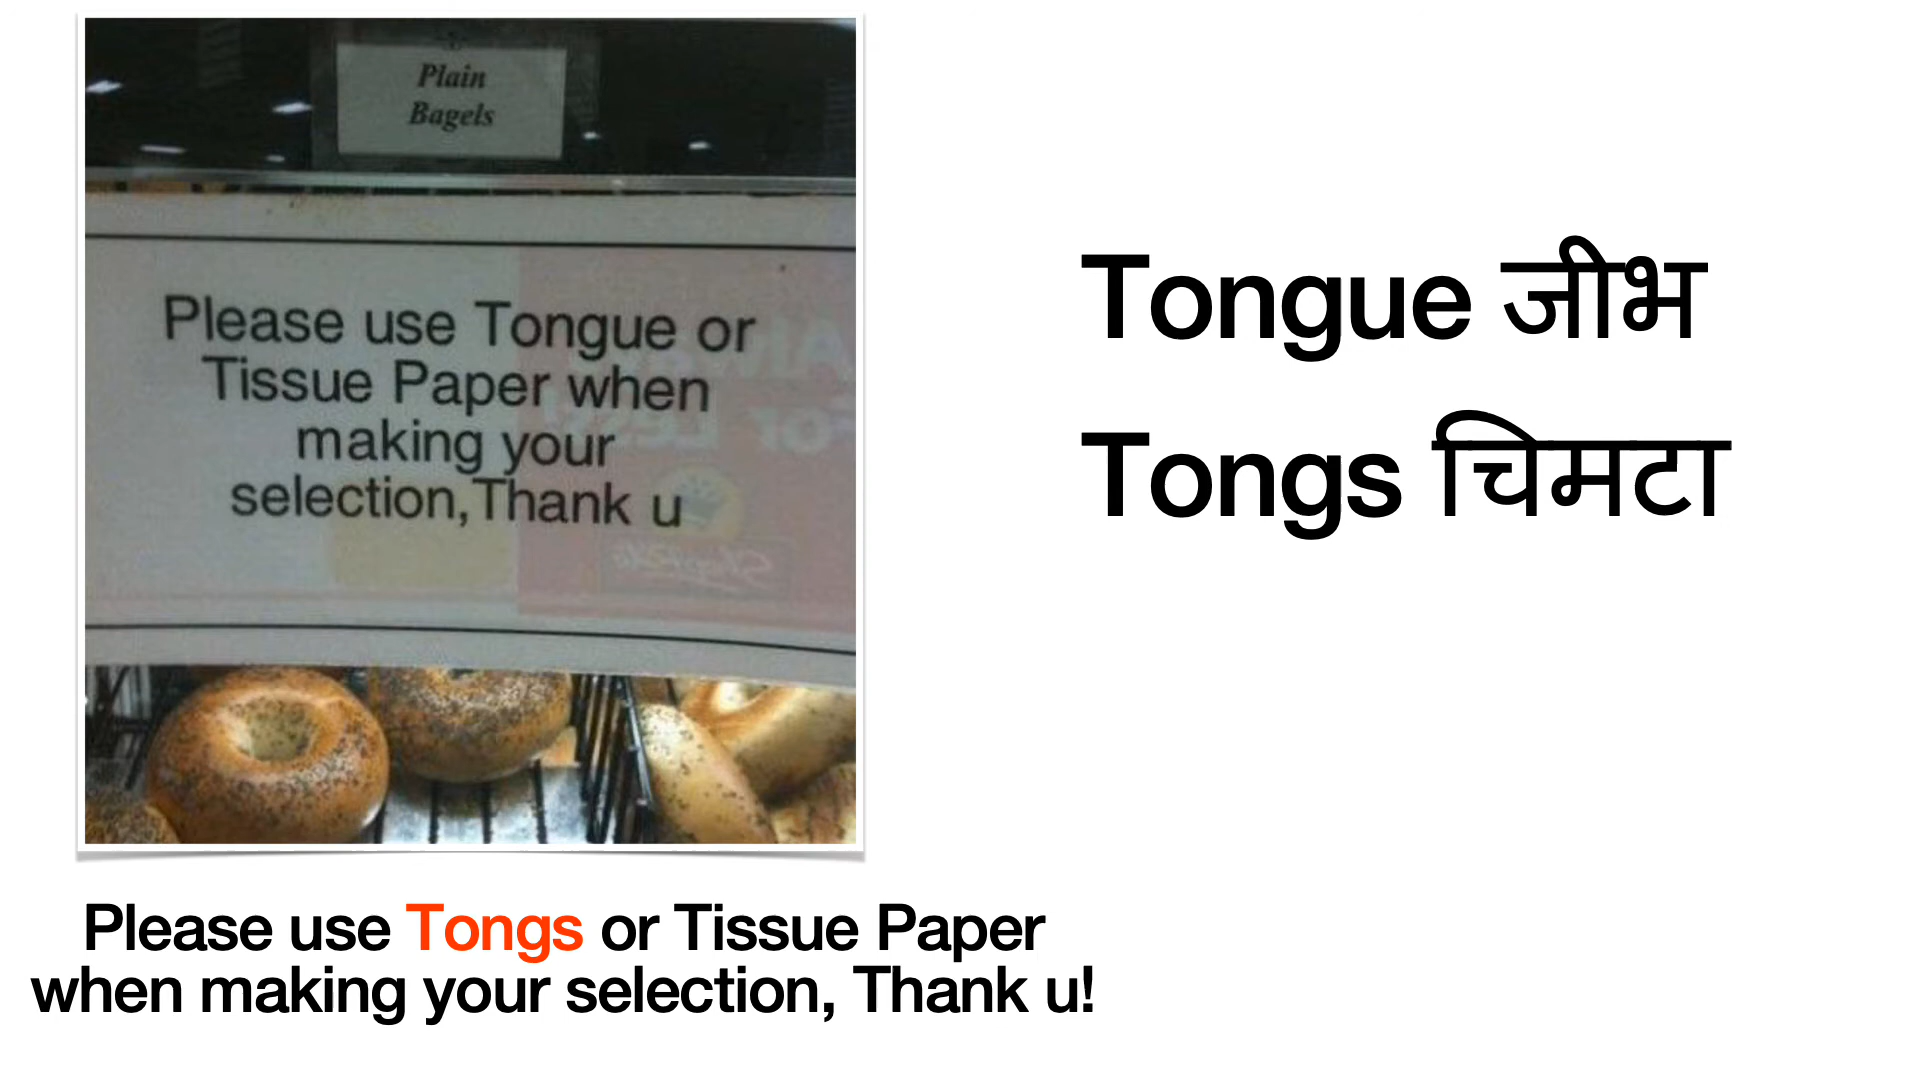 Plain
Bagels
Please use Tongue or
Tissue Paper when
making your
selection,Thank u
Tongue जीभ
Tongs चिमटा
Please use Tongs or Tissue Paper
when making your selection, Thank u!